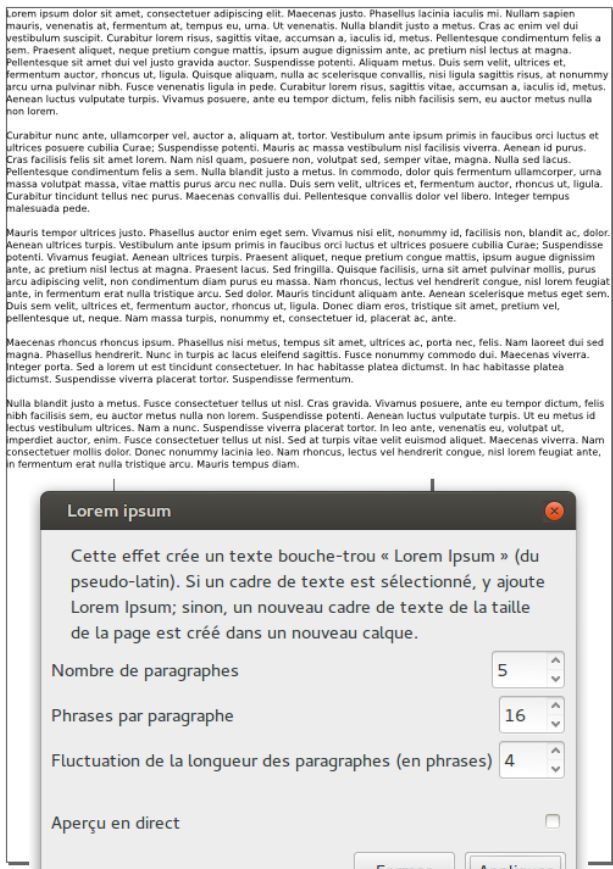 Lorem ipsum dolor sit amet, consectetuer adipiscing elit. Maecenas justo. Phasellus lacinia iaculis mi. Nullam sapien
mauris, venenatis at, fermentum at, tempus eu, urna. Ut venenatis. Nulla blandit justo a metus. Cras ac enim vel dui
vestibulum suscipit. Curabitur lorem risus, sagittis vitae, accumsan a, iaculis id, metus. Pellentesque condimentum felis a
sem. Praesent aliquet, neque pretium congue mattis, ipsum augue dignissim ante, ac pretium nisl lectus at magna.
Pellentesque sit amet dui vel justo gravida auctor. Suspendisse potenti. Aliquam metus. Duis sem velit, ultrices et,
fermentum auctor, rhoncus ut, ligula. Quisque aliquam, nulla ac scelerisque convallis, nisi ligula sagittis risus, at nonummy
arcu urna pulvinar nibh. Fusce venenatis ligula in pede. Curabitur lorem risus, sagittis vitae, accumsan a, iaculis id, metus.
Aenean luctus vulputate turpis. Vivamus posuere, ante eu tempor dictum, felis nibh facilisis sem, eu auctor metus nulla
non lorem.
Curabitur nunc ante, ullamcorper vel, auctor a, aliquam at, tortor. Vestibulum ante ipsum primis in faucibus orci luctus et
ultrices posuere cubilia Curae; Suspendisse potenti. Mauris ac massa vestibulum nisl facilisis viverra. Aenean id purus.
Cras facilisis felis sit amet lorem. Nam nisl quam, posuere non, volutpat sed, semper vitae, magna. Nulla sed lacus.
Pellentesque condimentum felis a sem. Nulla blandit justo a metus. In commodo, dolor quis fermentum ullamcorper, urna
massa volutpat massa, vitae mattis purus arcu nec nulla. Duis sem velit, ultrices et, fermentum auctor, rhoncus ut, ligula.
Curabitur tincidunt tellus nec purus. Maecenas convallis dui. Pellentesque convallis dolor vel libero. Integer tempus
malesuada pede.
Mauris tempor ultrices justo. Phasellus auctor enim eget sem. Vivamus nisi elit, nonummy id, facilisis non, blandit ac, dolor.
Aenean ultrices turpis. Vestibulum ante ipsum primis in faucibus orci luctus et ultrices posuere cubilia Curae; Suspendisse
potenti. Vivamus feugiat. Aenean ultrices turpis. Praesent aliquet, neque pretium congue mattis, ipsum augue dignissim
ante, ac pretium nisl lectus at magna. Praesent lacus. Sed fringilla. Quisque facilisis, urna sit amet pulvinar mollis, purus
arcu adipiscing velit, non condimentum diam purus eu massa. Nam rhoncus, lectus vel hendrerit congue, nisl lorem feugiat
ante, in fermentum erat nulla tristique arcu. Sed dolor. Mauris tincidunt aliquam ante. Aenean scelerisque metus eget sem.
Duis sem velit, ultrices et, fermentum auctor, rhoncus ut, ligula. Donec diam eros, tristique sit amet, pretium vel,
pellentesque ut, neque. Nam massa turpis, nonummy et, consectetuer id, placerat ac, ante.
Maecenas rhoncus rhoncus ipsum. Phasellus nisi metus, tempus sit amet, ultrices ac, porta nec, felis. Nam laoreet dui sed
magna. Phasellus hendrerit. Nunc in turpis ac lacus eleifend sagittis. Fusce nonummy commodo dui. Maecenas viverra.
Integer porta. Sed a lorem ut est tincidunt consectetuer. In hac habitasse platea dictumst. In hac habitasse platea
dictumst. Suspendisse viverra placerat tortor. Suspendisse fermentum.
Nulla blandit justo a metus. Fusce consectetuer tellus ut nisl. Cras gravida. Vivamus posuere, ante eu tempor dictum, felis
nibh facilisis sem, eu auctor metus nulla non lorem. Suspendisse potenti. Aenean luctus vulputate turpis. Ut eu metus id
lectus vestibulum ultrices. Nam a nunc. Suspendisse viverra placerat tortor. In leo ante, venenatis eu, volutpat ut,
imperdiet auctor, enim. Fusce consectetuer tellus ut nisl. Sed at turpis vitae velit euismod aliquet. Maecenas viverra. Nam
consectetuer mollis dolor. Donec nonummy lacinia leo. Nam rhoncus, lectus vel hendrerit congue, nisl lorem feugiat ante,
in fermentum erat nulla tristique arcu. Mauris tempus diam.
Lorem ipsum
Cette effet crée un texte bouche-trou « Lorem Ipsum » (du
pseudo-latin). Si un cadre de texte est sélectionné, y ajoute
Lorem Ipsum; sinon, un nouveau cadre de texte de la taille
de la page est créé dans un nouveau calque.
Nombre de paragraphes 5
Phrases par paragraphe 16
Fluctuation de la longueur des paragraphes (en phrases) 4
Aperçu en direct